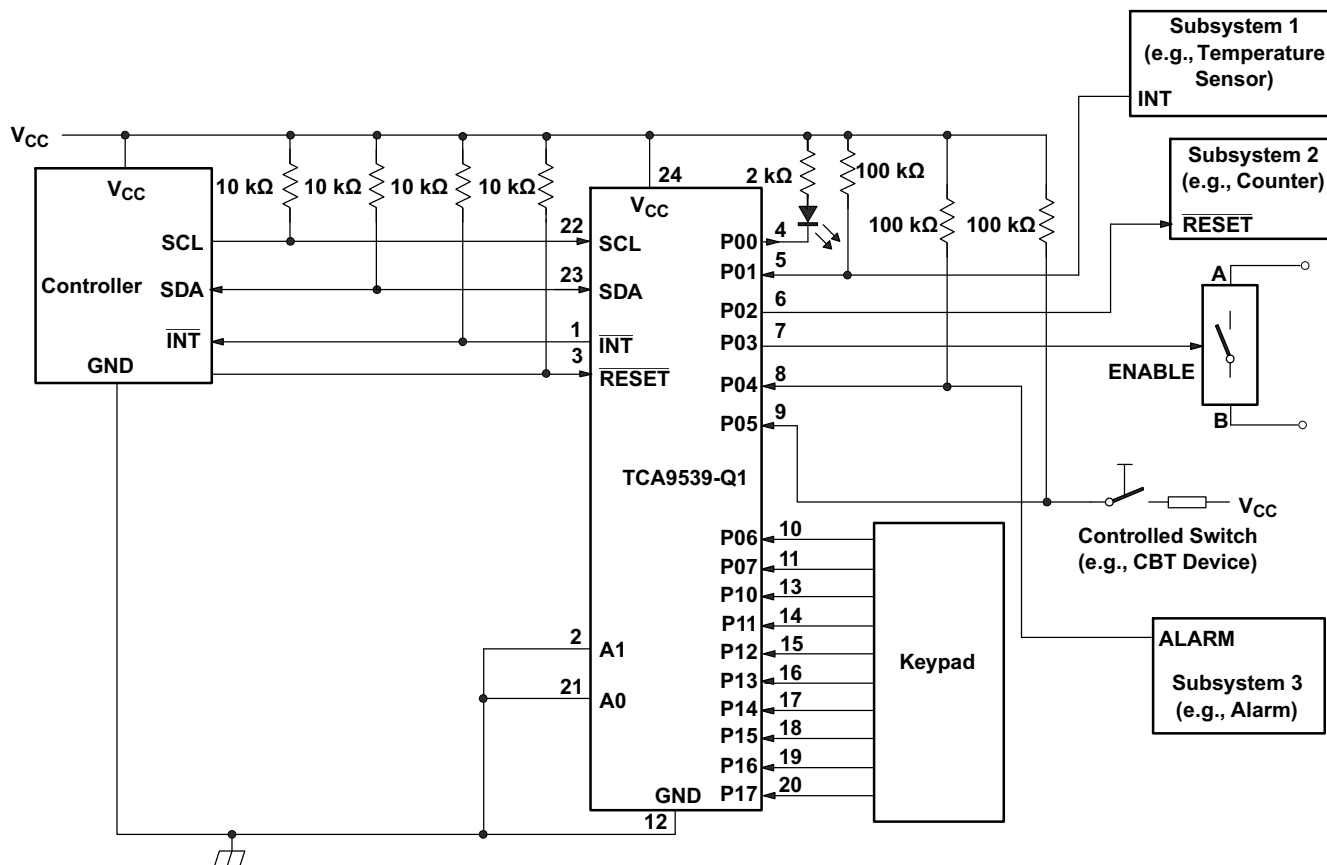 Subsystem 1
(e.g., Temperature
Sensor)
INT
VCC
Subsystem 2
(e.g., Counter)
RESET
VCC
10 kΩ
10 kΩ
10 kΩ
10 kΩ
24
VCC
2 kΩ
100 kΩ
100 kΩ
100 kΩ
Controller
SCL
SDA
INT
GND
22
SCL
23
SDA
1
INT
3
RESET
P00
4
P01
5
P02
6
P03
7
P04
8
P05
9
A
ENABLE
B
TCA9539-Q1
VCC
Controlled Switch
(e.g., CBT Device)
P06
10
P07
11
P10
13
P11
14
P12
15
P13
16
P14
17
P15
18
P16
19
P17
20
Keypad
2
A1
21
A0
GND
12
ALARM
Subsystem 3
(e.g., Alarm)